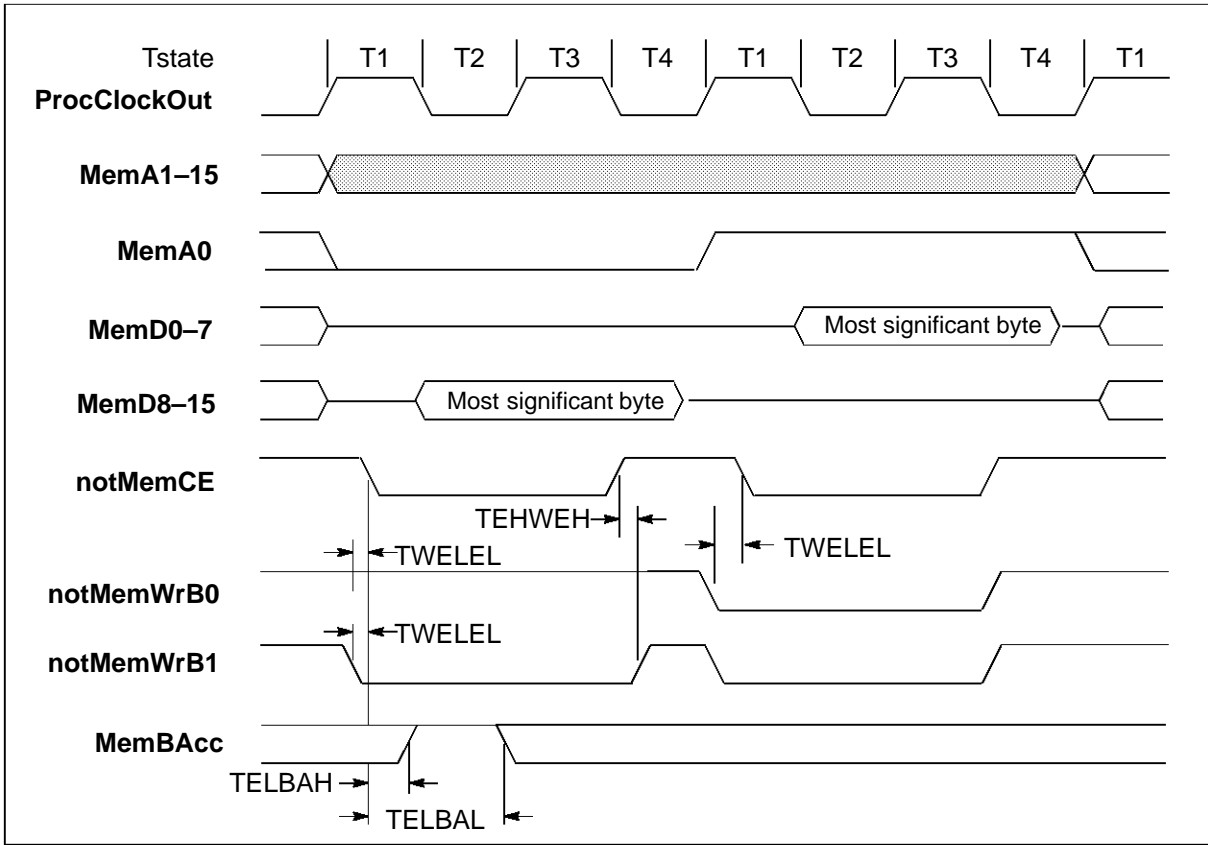 Tstate T1 T2 T3 T4 T1 T2 T3 T4 T1
ProcClockOut
MemA1–15
MemA0
MemD0–7 Most significant byte
MemD8–15 Most significant byte
notMemCE
TEHWEH
TWELEL TWELEL
notMemWrB0
TWELEL
notMemWrB1
MemBAcc
TELBAH
TELBAL